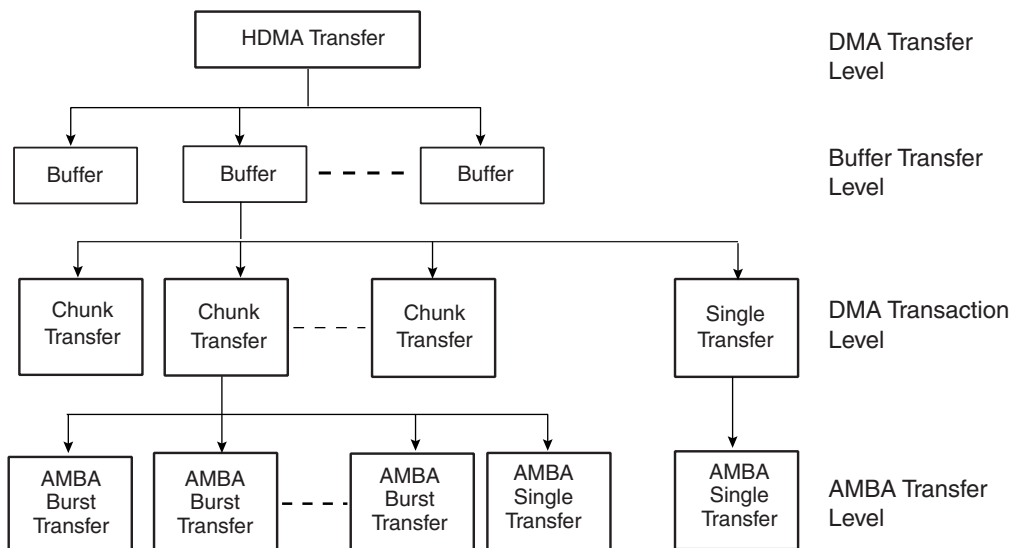 HDMA Transfer
DMA Transfer
Level
Buffer
Buffer
Buffer
Buffer Transfer
Level
Chunk
Transfer
Chunk
Transfer
Chunk
Transfer
Single
Transfer
DMA Transaction
Level
AMBA
Burst
Transfer
AMBA
Burst
Transfer
AMBA
Burst
Transfer
AMBA
Single
Transfer
AMBA
Single
Transfer
AMBA Transfer
Level